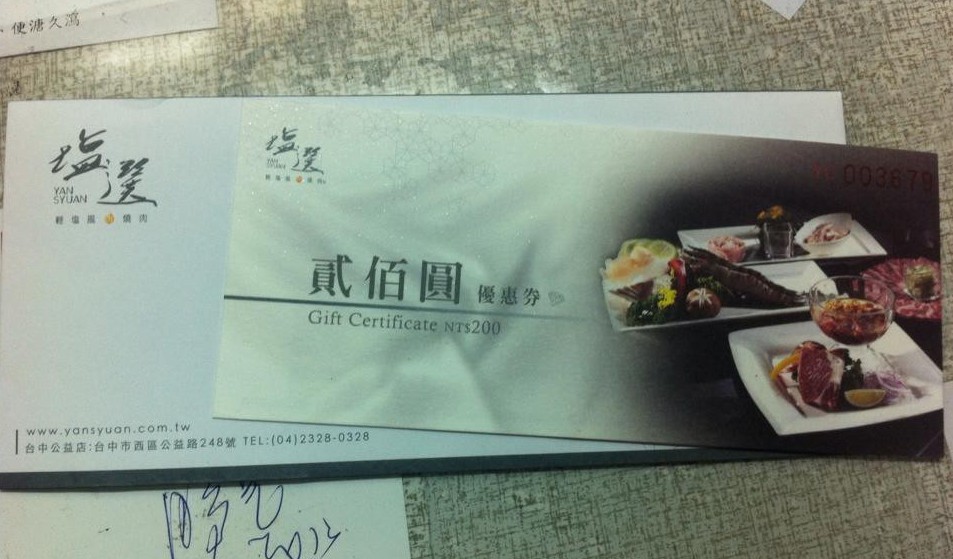 便溏久瀉
塩選
YAN
SYUAN
輕塩風燒肉
塩選
YAN
SYUAN
輕塩風燒肉
003679
貳佰圓 優惠券
Gift Certificate NT$200
www.yansyuan.com.tw
台中公益店:台中市西區公益路248號 TEL:(04)2328-0328